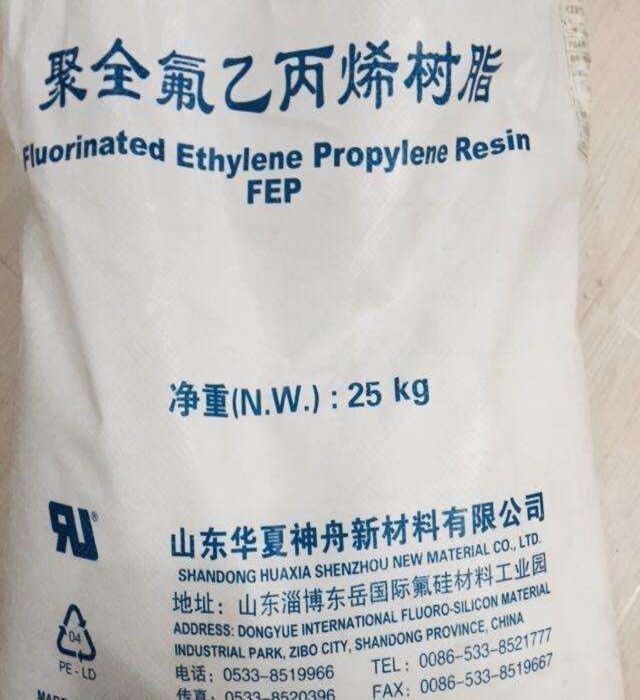 聚全氟乙丙烯树脂
Fluorinated Ethylene Propylene Resin
FEP
净重(N.W.) : 25 kg
山东华夏神舟新材料有限公司
SHANDONG HUAXIA SHENZHOU NEW MATERIAL CO., LTD.
地址: 山东淄博东岳国际氟硅材料工业园
ADDRESS: DONGYUE INTERNATIONAL FLUORO-SILICON MATERIAL
INDUSTRIAL PARK, ZIBO CITY, SHANDONG PROVINCE, CHINA
电话: 0533-8519966 TEL: 0086-533-8521777
传真: 0533-8520396 FAX: 0086-533-8519667
®
04
PE - LD